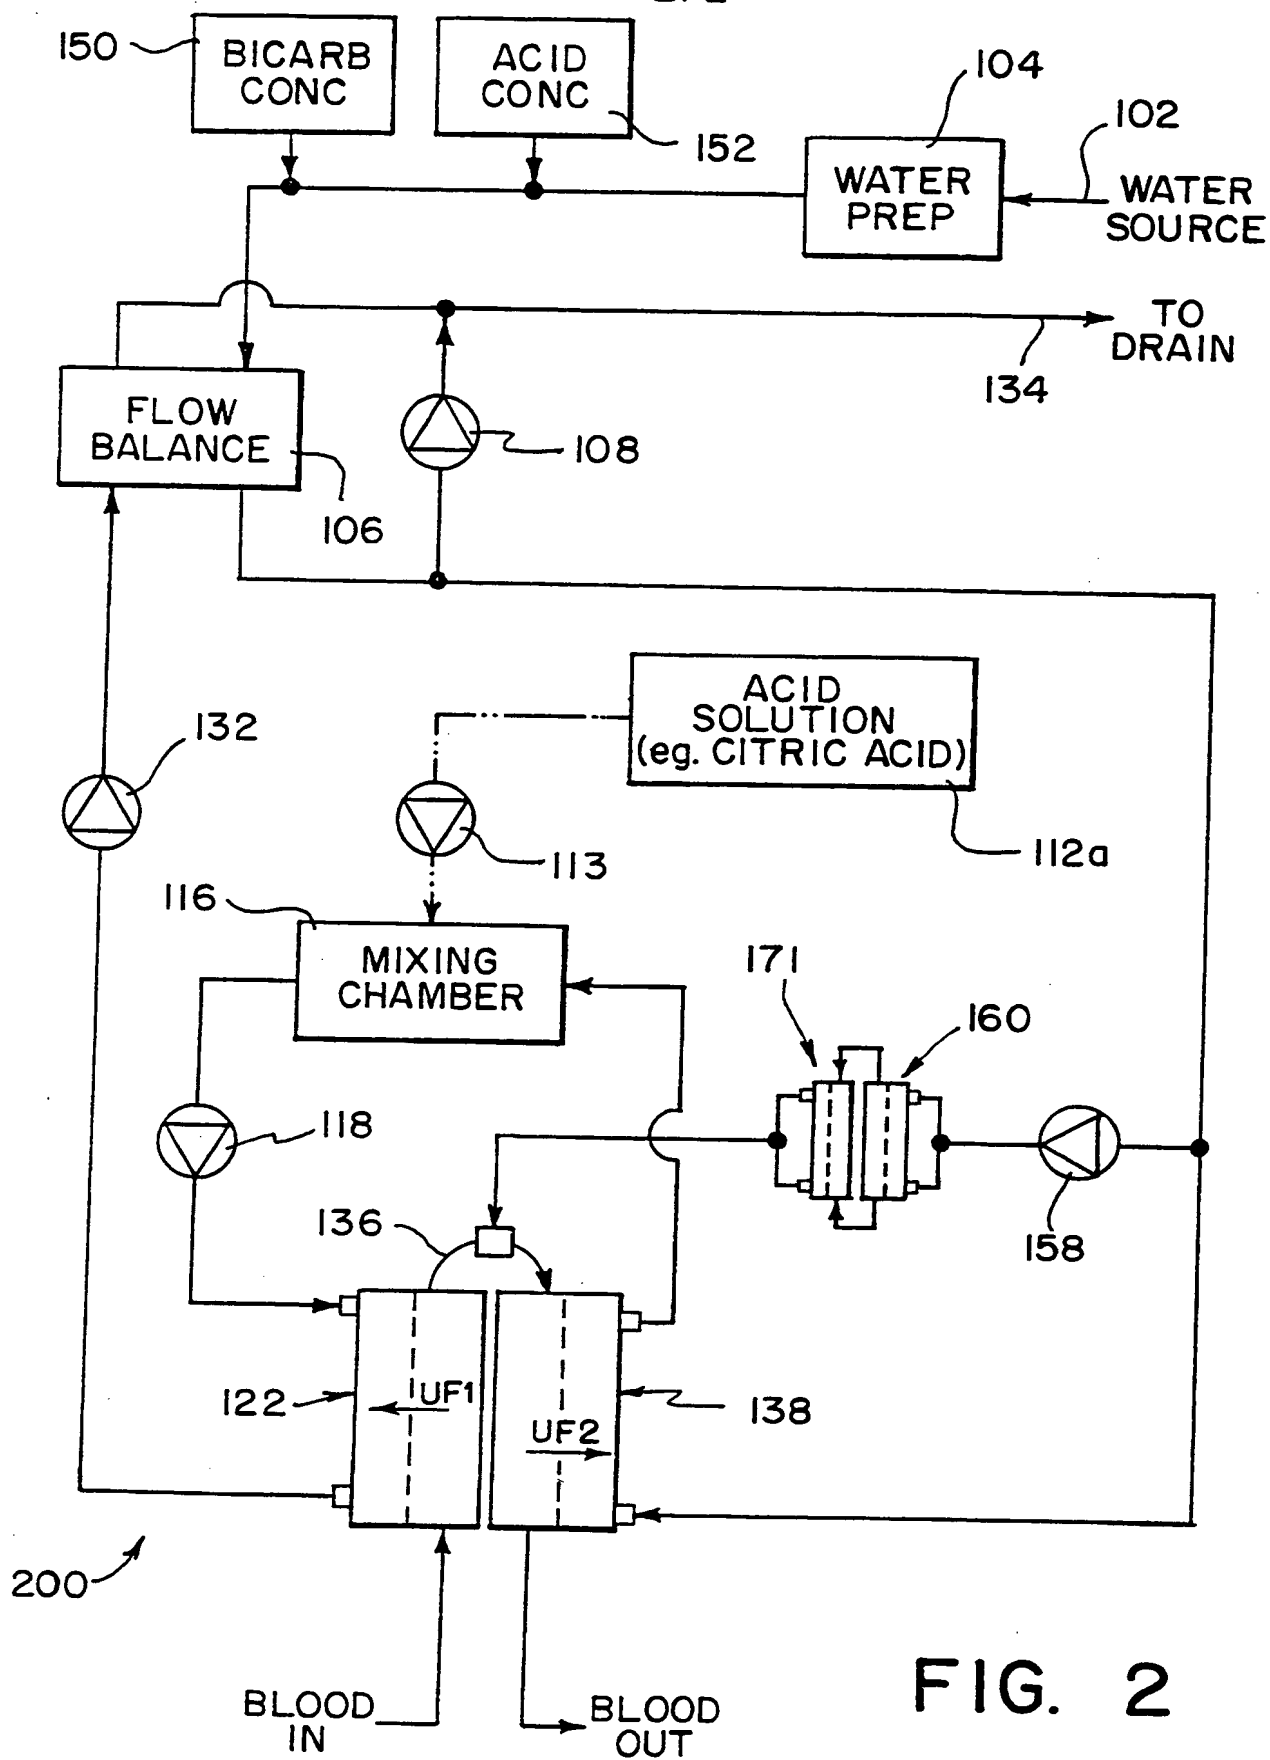 150
BICARB
CONC
ACID
CONC
152
104
102
WATER
PREP
WATER
SOURCE
TO
DRAIN
134
FLOW
BALANCE
106
108
ACID
SOLUTION
(eg. CITRIC ACID)
112a
132
113
116
MIXING
CHAMBER
171
160
118
136
158
122
UF1
UF2
138
200
BLOOD
IN
BLOOD
OUT
FIG. 2